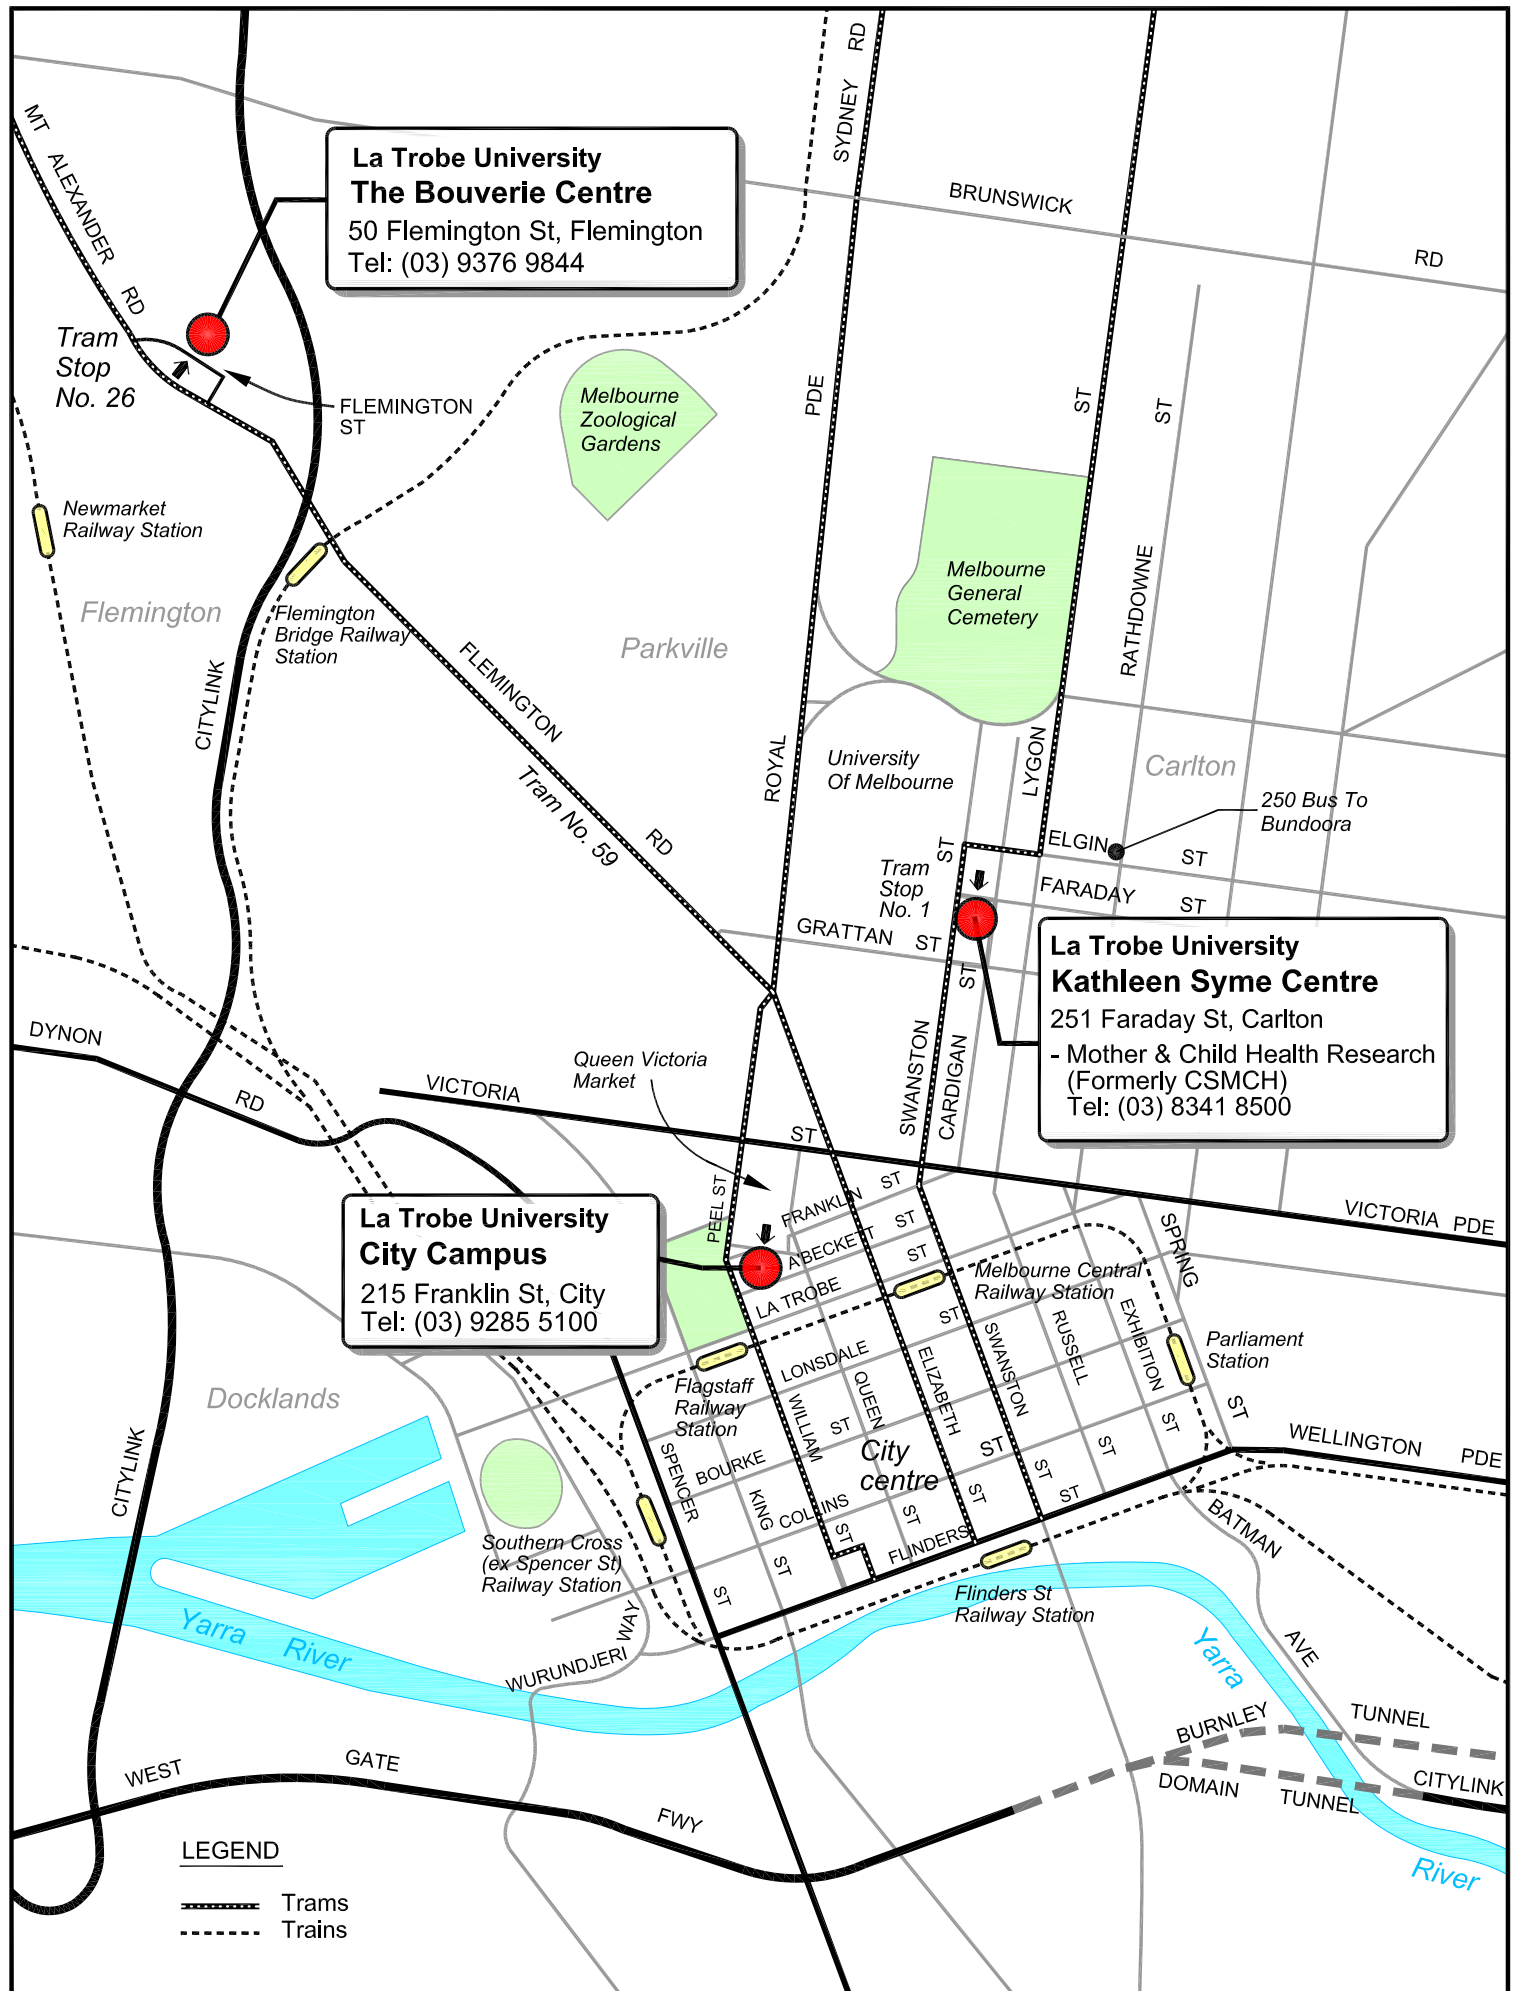 SYDNEY RD
MT ALEXANDER RD
La Trobe University
The Bouverie Centre
50 Flemington St, Flemington
Tel: (03) 9376 9844
BRUNSWICK RD
Tram
Stop
No. 26
FLEMINGTON
ST
Melbourne
Zoological
Gardens
PDE
ST
ST
Newmarket
Railway Station
Flemington
Flemington
Bridge Railway
Station
Parkville
Melbourne
General
Cemetery
RATHDOWNE
CITYLINK
FLEMINGTON RD
Tram No. 59
ROYAL
University
Of Melbourne
LYGON
Carlton
250 Bus To
Bundoora
ELGIN ST
ST
Tram
Stop
No. 1
FARADAY ST
GRATTAN ST
ST
La Trobe University
Kathleen Syme Centre
251 Faraday St, Carlton
- Mother & Child Health Research
(Formerly CSMCH)
Tel: (03) 8341 8500
DYNON RD
Queen Victoria
Market
VICTORIA ST
SWANSTON
CARDIGAN
VICTORIA PDE
PEEL ST
FRANKLIN ST
A'BECKETT ST
LA TROBE ST
La Trobe University
City Campus
215 Franklin St, City
Tel: (03) 9285 5100
SPRING ST
Melbourne Central
Railway Station
Parliament
Station
LONSDALE ST
SWANSTON ST
RUSSELL ST
EXHIBITION ST
ELIZABETH ST
QUEEN ST
WILLIAM ST
Flagstaff
Railway
Station
Docklands
CITYLINK
SPENCER ST
BOURKE ST
KING ST
COLLINS ST
City
centre
FLINDERS ST
WELLINGTON PDE
BATMAN AVE
Southern Cross
(ex Spencer St)
Railway Station
Flinders St
Railway Station
Yarra River
WURUNDJERI WAY
Yarra
River
BURNLEY TUNNEL
DOMAIN TUNNEL
CITYLINK
WEST GATE FWY
LEGEND
Trams
Trains